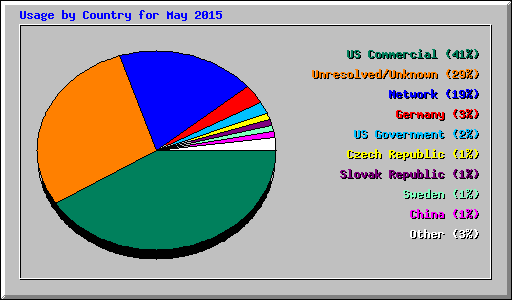 Usage by Country for May 2015
US Commercial (41%)
Unresolved/Unknown (29%)
Network (19%)
Germany (3%)
US Government (2%)
Czech Republic (1%)
Slovak Republic (1%)
Sweden (1%)
China (1%)
Other (3%)